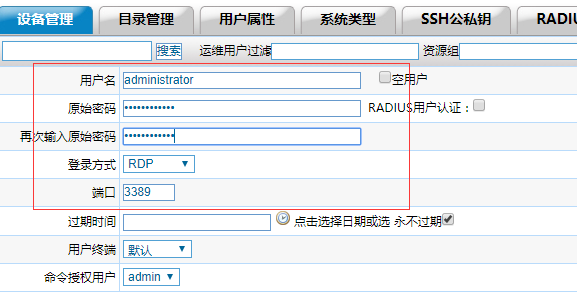 设备管理 目录管理 用户属性 系统类型 SSH公私钥 RADIU
搜索 运维用户过滤 资源组
用户名 administrator 空用户
原始密码 •••••••••••• RADIUS用户认证：
再次输入原始密码 ••••••••••••
登录方式 RDP
端口 3389
过期时间 点击选择日期或选 永不过期
用户终端 默认
命令授权用户 admin